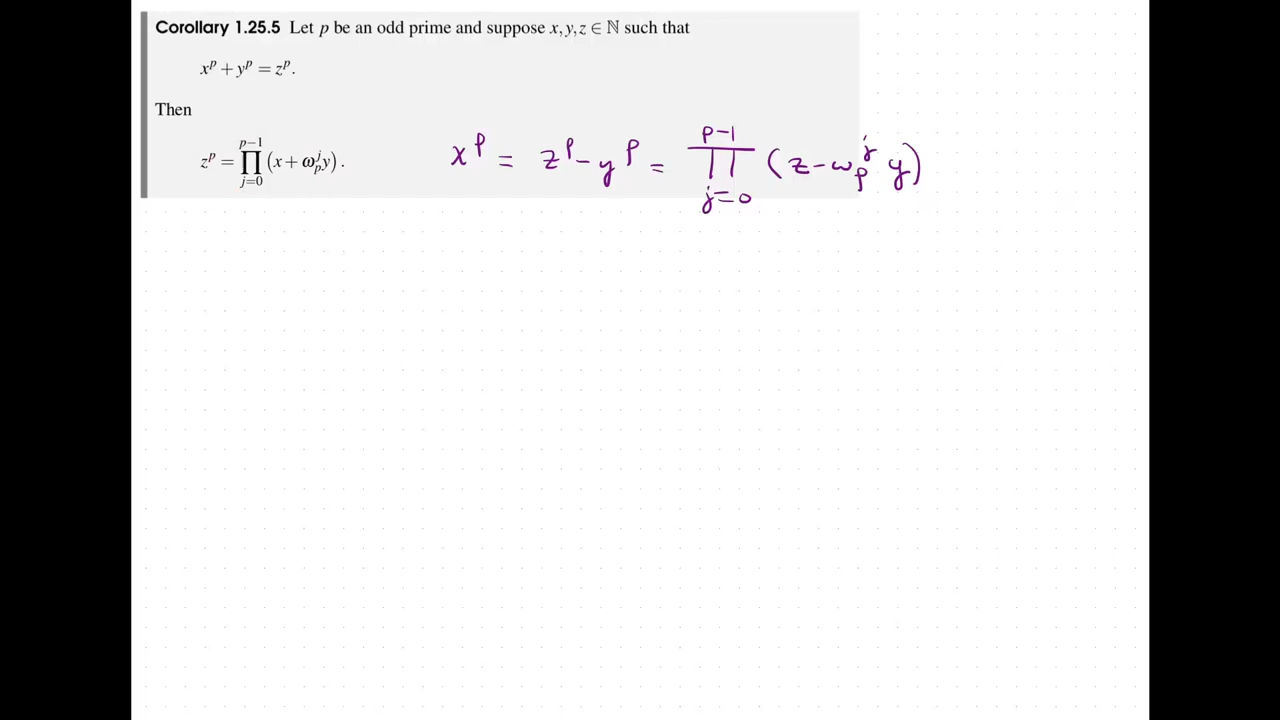 Corollary 1.25.5 Let p be an odd prime and suppose x, y, z ∈ ℕ such that
x^p + y^p = z^p.
Then
z^p = ∏_{j=0}^{p−1} (x + ω_p^j y).
x^p = z^p − y^p = ∏_{j=0}^{p−1} (z − ω_p^j y)